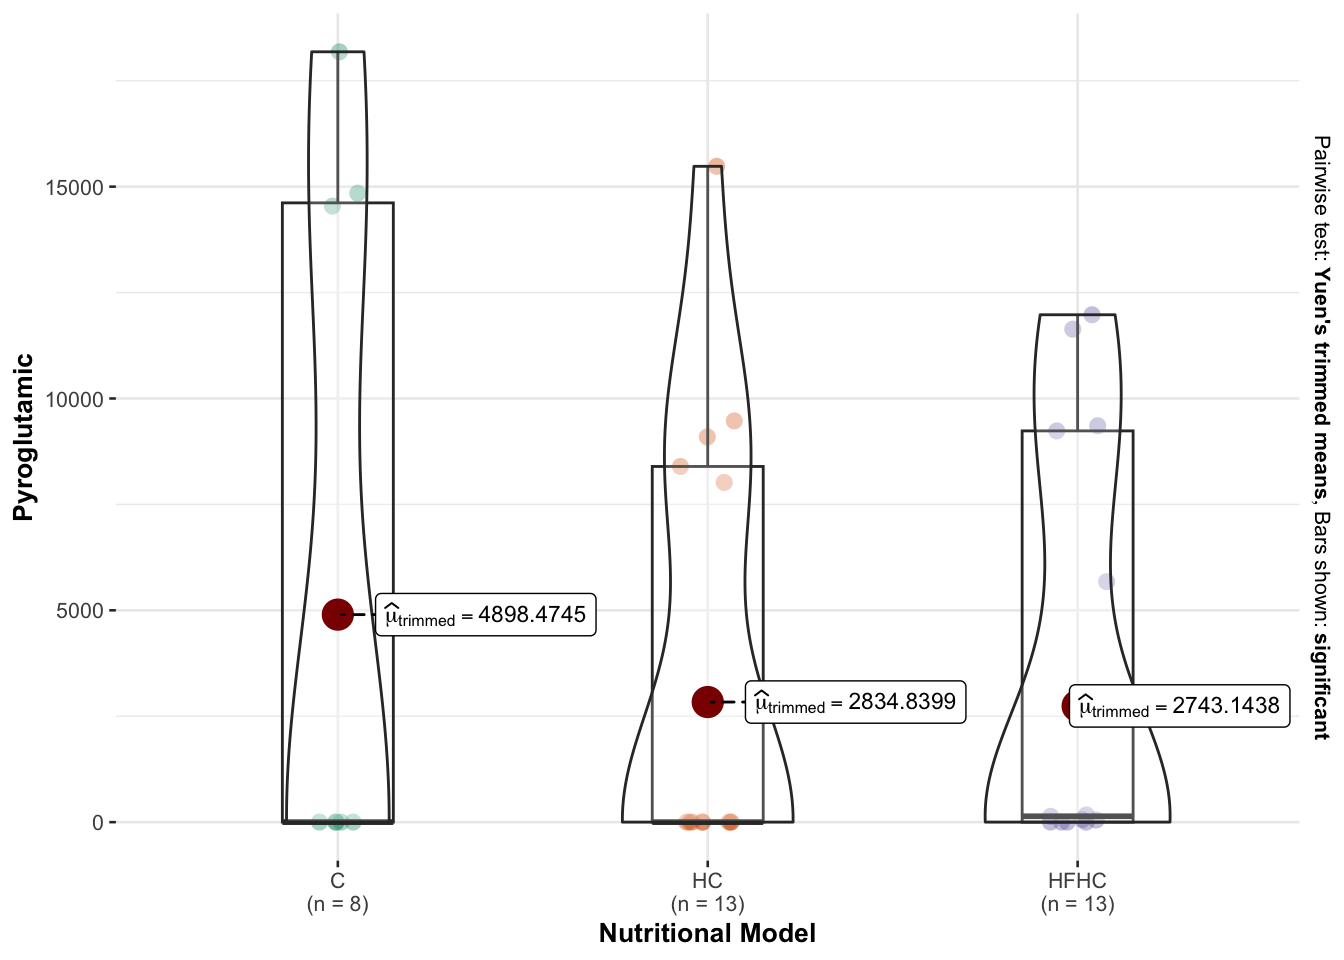 15000
10000
5000
0
Pyroglutamic
μ̂trimmed = 4898.4745
μ̂trimmed = 2834.8399
μ̂trimmed = 2743.1438
C
(n = 8)
HC
(n = 13)
HFHC
(n = 13)
Nutritional Model
Pairwise test: Yuen's trimmed means, Bars shown: significant